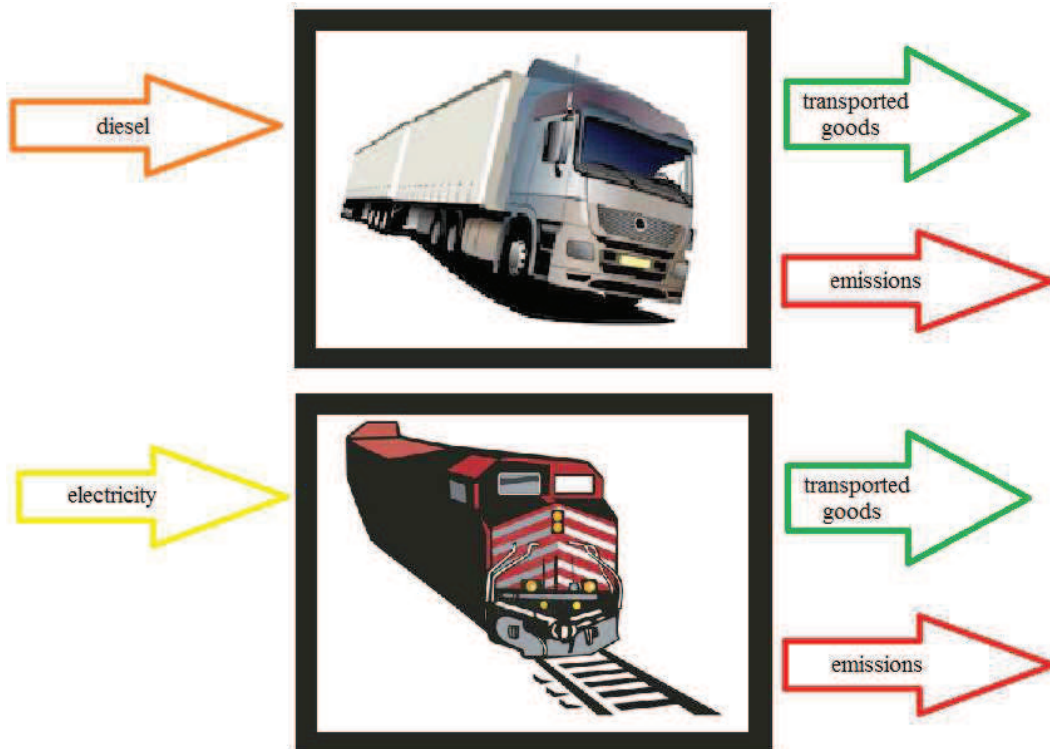 diesel
transported
goods
emissions
electricity
transported
goods
emissions